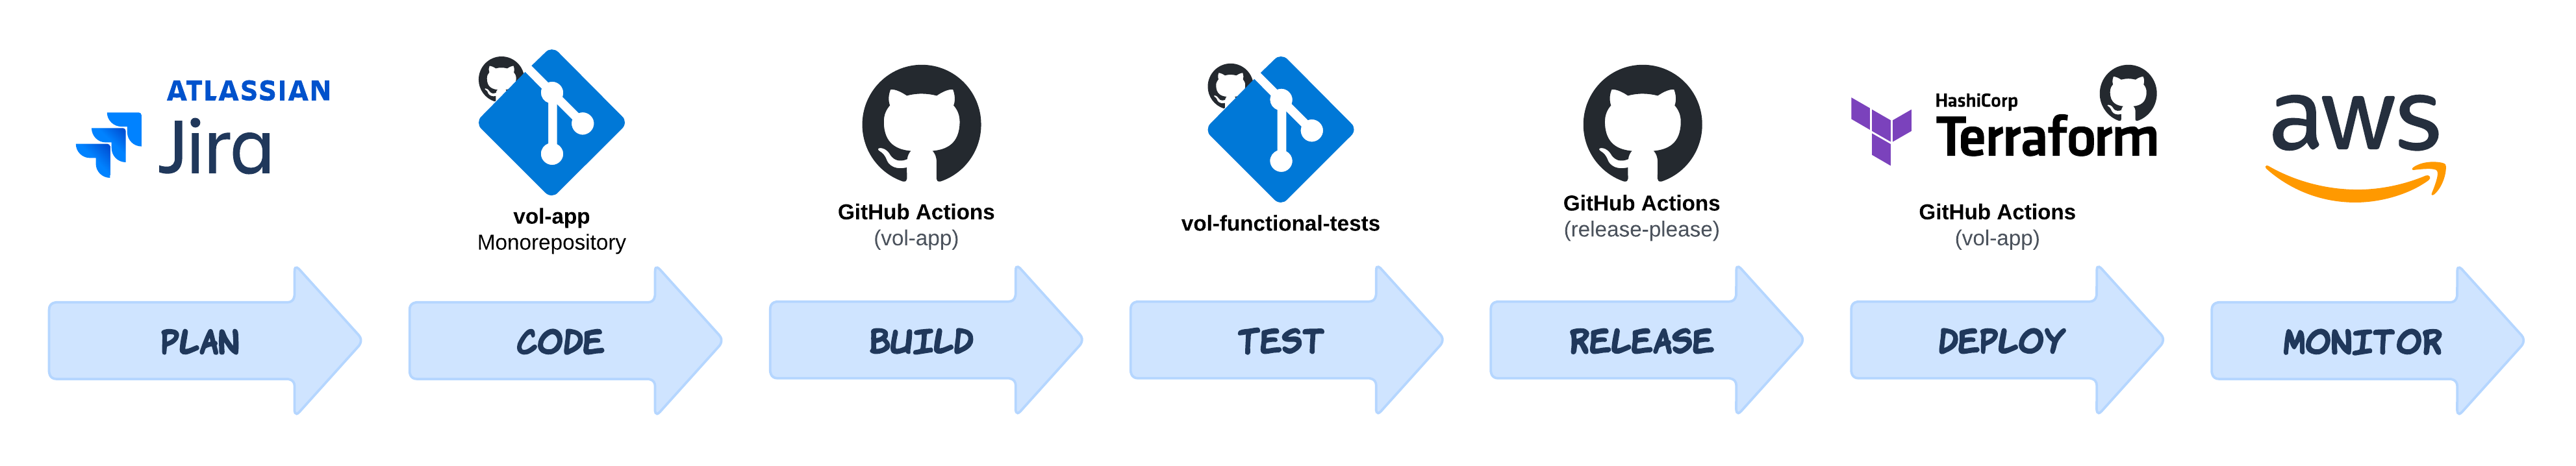 ATLASSIAN
Jira
vol-app
Monorepository
GitHub Actions
(vol-app)
vol-functional-tests
GitHub Actions
(release-please)
HashiCorp
Terraform
GitHub Actions
(vol-app)
aws
PLAN
CODE
BUILD
TEST
RELEASE
DEPLOY
MONITOR